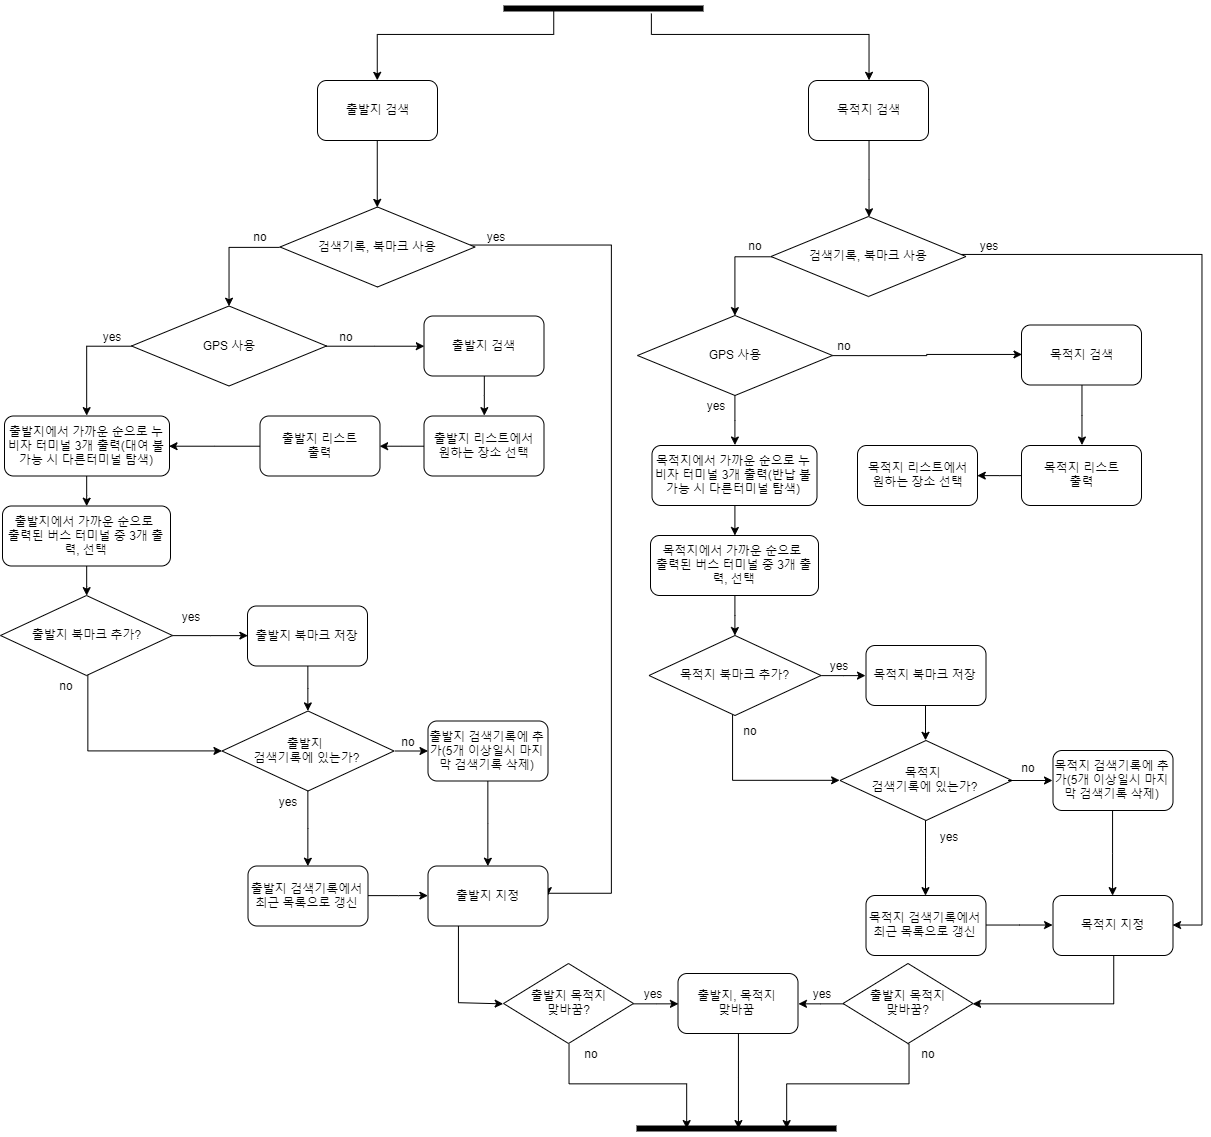 출발지 검색
목적지 검색
검색기록, 북마크 사용
no
yes
검색기록, 북마크 사용
no
yes
GPS 사용
yes
no
출발지 검색
GPS 사용
no
yes
목적지 검색
출발지에서 가까운 순으로 누
비자 터미널 3개 출력(대여 불
가능 시 다른터미널 탐색)
출발지 리스트
출력
출발지 리스트에서
원하는 장소 선택
목적지에서 가까운 순으로 누
비자 터미널 3개 출력(반납 불
가능 시 다른터미널 탐색)
목적지 리스트에서
원하는 장소 선택
목적지 리스트
출력
출발지에서 가까운 순으로
출력된 버스 터미널 중 3개 출
력, 선택
목적지에서 가까운 순으로
출력된 버스 터미널 중 3개 출
력, 선택
출발지 북마크 추가?
yes
no
출발지 북마크 저장
목적지 북마크 추가?
yes
no
목적지 북마크 저장
출발지
검색기록에 있는가?
no
yes
출발지 검색기록에 추
가(5개 이상일시 마지
막 검색기록 삭제)
목적지
검색기록에 있는가?
no
yes
목적지 검색기록에 추
가(5개 이상일시 마지
막 검색기록 삭제)
출발지 검색기록에서
최근 목록으로 갱신
출발지 지정
목적지 검색기록에서
최근 목록으로 갱신
목적지 지정
출발지 목적지
맞바꿈?
yes
no
출발지, 목적지
맞바꿈
yes
출발지 목적지
맞바꿈?
no